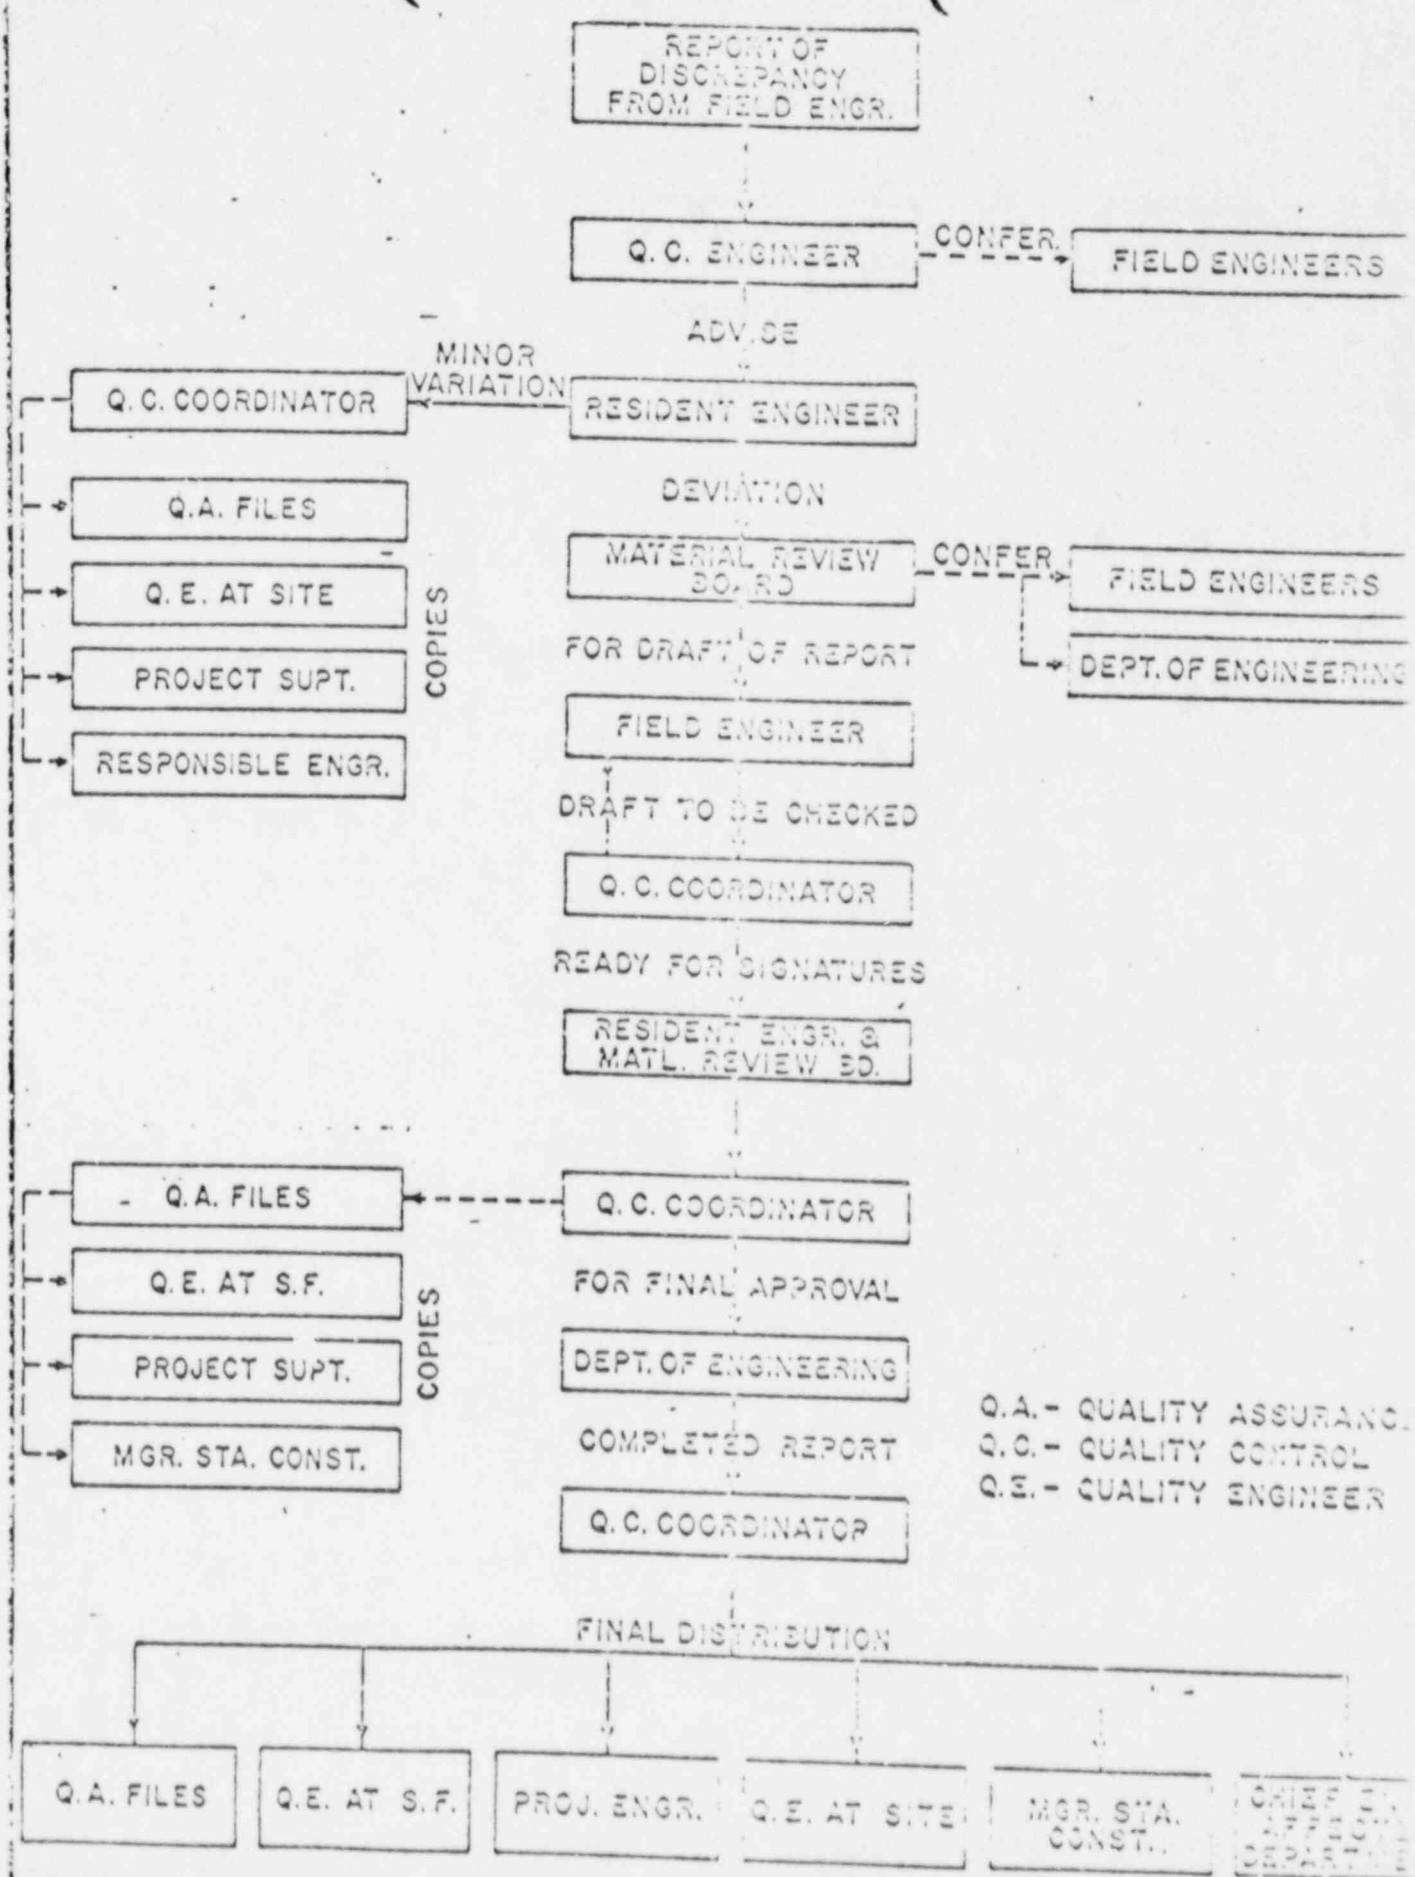 REPORT OF
DISCREPANCY
FROM FIELD ENGR.
Q. C. ENGINEER
CONFER.
FIELD ENGINEERS
ADVISE
MINOR
VARIATION
Q. C. COORDINATOR
RESIDENT ENGINEER
Q.A. FILES
DEVIATION
MATERIAL REVIEW
BOARD
CONFER
FIELD ENGINEERS
Q. E. AT SITE
COPIES
FOR DRAFT OF REPORT
DEPT. OF ENGINEERING
PROJECT SUPT.
FIELD ENGINEER
RESPONSIBLE ENGR.
DRAFT TO BE CHECKED
Q. C. COORDINATOR
READY FOR SIGNATURES
RESIDENT ENGR. &
MATL. REVIEW BD.
Q.A. FILES
Q. C. COORDINATOR
Q.E. AT S.F.
COPIES
FOR FINAL APPROVAL
PROJECT SUPT.
DEPT. OF ENGINEERING
MGR. STA. CONST.
COMPLETED REPORT
Q.A. - QUALITY ASSURANC
Q.C. - QUALITY CONTROL
Q.E. - QUALITY ENGINEER
Q. C. COORDINATOR
FINAL DISTRIBUTION
Q.A. FILES
Q.E. AT S.F.
PROJ. ENGR.
Q.E. AT SITE
MGR. STA.
CONST.
CHIEF